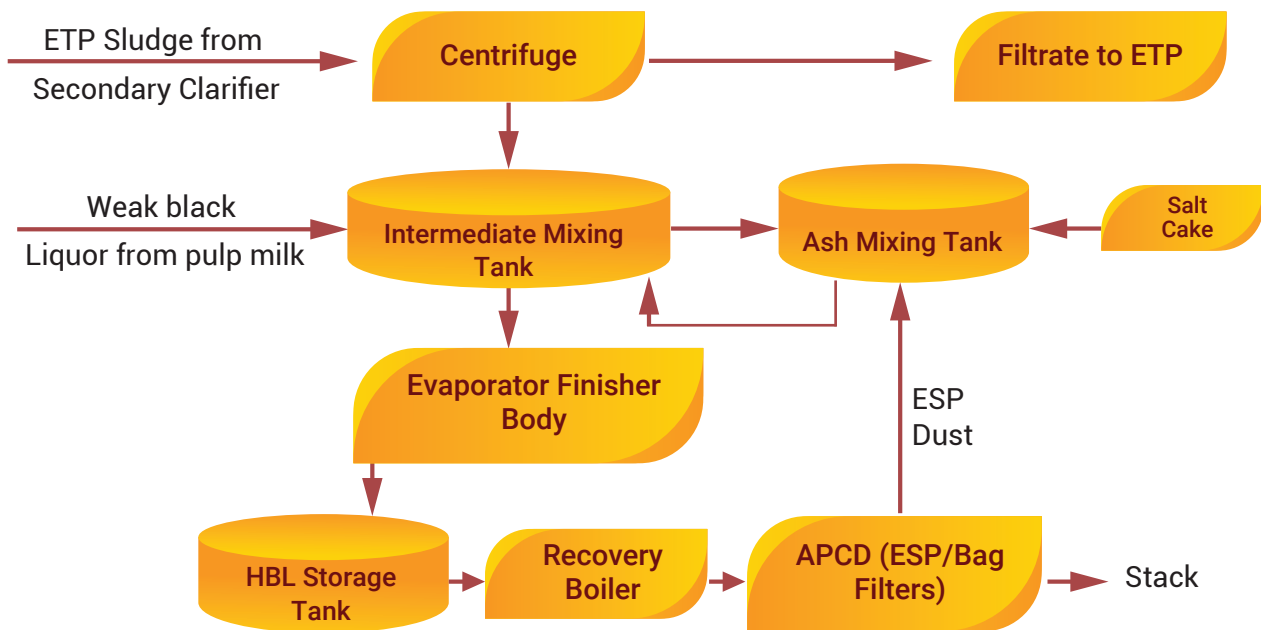 ETP Sludge from
Secondary Clarifier
Centrifuge
Filtrate to ETP
Weak black
Liquor from pulp milk
Intermediate Mixing
Tank
Ash Mixing Tank
Salt
Cake
Evaporator Finisher
Body
ESP
Dust
HBL Storage
Tank
Recovery
Boiler
APCD (ESP/Bag
Filters)
Stack